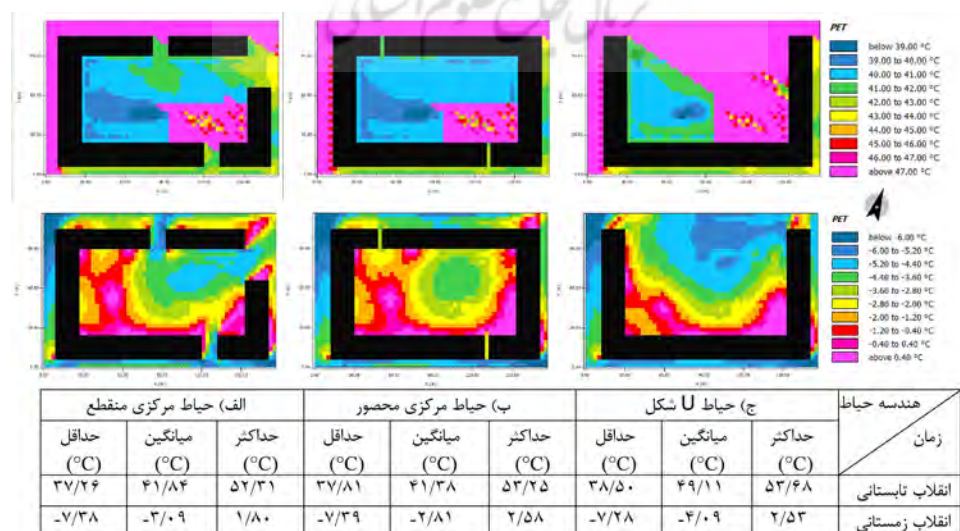 PET
below 39.00 °C
39.00 to 40.00 °C
40.00 to 41.00 °C
41.00 to 42.00 °C
42.00 to 43.00 °C
43.00 to 44.00 °C
44.00 to 45.00 °C
45.00 to 46.00 °C
46.00 to 47.00 °C
above 47.00 °C
PET
below -6.00 °C
-6.00 to -5.20 °C
-5.20 to -4.40 °C
-4.40 to -3.60 °C
-3.60 to -2.80 °C
-2.80 to -2.00 °C
-2.00 to -1.20 °C
-1.20 to -0.40 °C
-0.40 to 0.40 °C
above 0.40 °C
هندسه حیاط ج) حیاط U شکل ب) حیاط مرکزی محصور الف) حیاط مرکزی منقطع
زمان حداکثر میانگین حداقل حداکثر میانگین حداقل حداکثر میانگین حداقل
(°C) (°C) (°C) (°C) (°C) (°C) (°C) (°C) (°C)
انقلاب تابستانی ۵۳/۶۸ ۴۹/۱۱ ۳۸/۵۰ ۵۳/۲۵ ۴۱/۳۸ ۳۷/۸۱ ۵۲/۳۱ ۴۱/۸۴ ۳۷/۲۶
انقلاب زمستانی ۲/۵۳ -۴/۰۹ -۷/۲۸ ۲/۵۸ -۲/۸۱ -۷/۳۹ ۱/۸۰ -۳/۰۹ -۷/۳۸